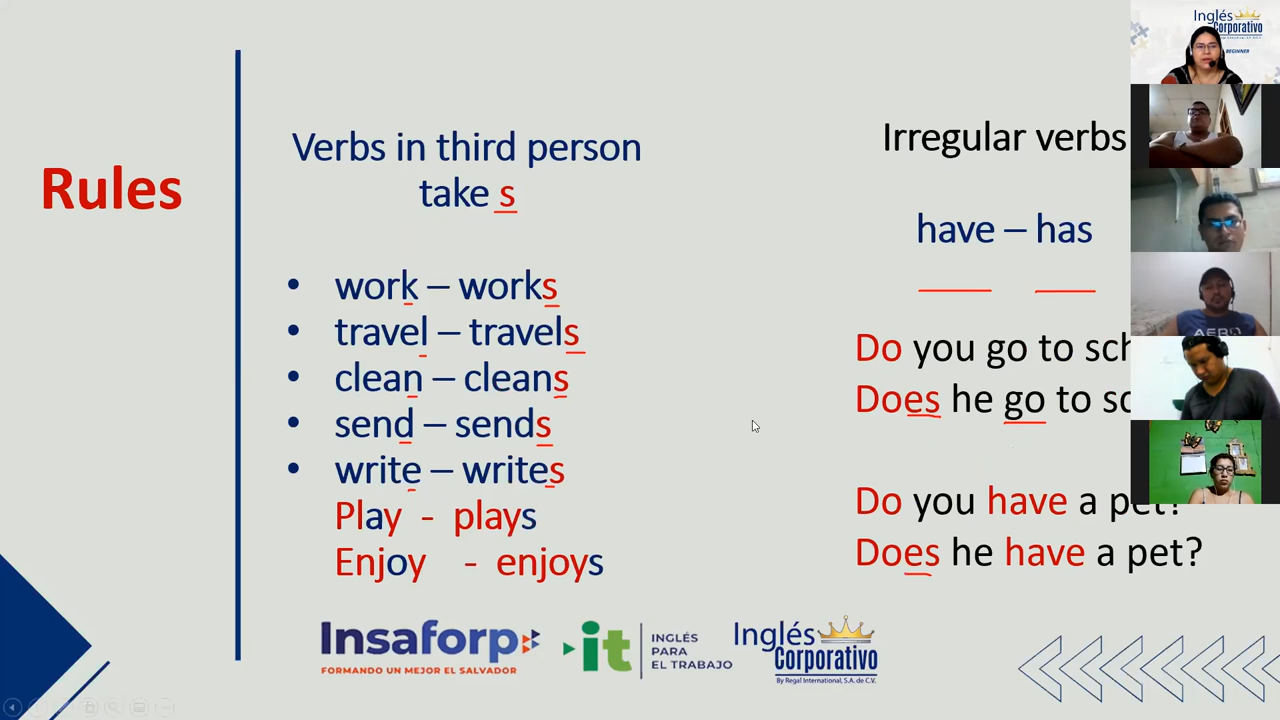 Rules
Verbs in third person
take s
• work – works
• travel – travels
• clean – cleans
• send – sends
• write – writes
Play - plays
Enjoy - enjoys
Irregular verbs
have – has
Do you go to
Does he go to
Do you have a pet?
Does he have a pet?
Insaforp
FORMANDO UN MEJOR EL SALVADOR
it
INGLÉS
PARA
EL TRABAJO
Inglés
Corporativo
By Regal International, S.A. de C.V.
Inglés
Corporativo
BEGINNER
AERO